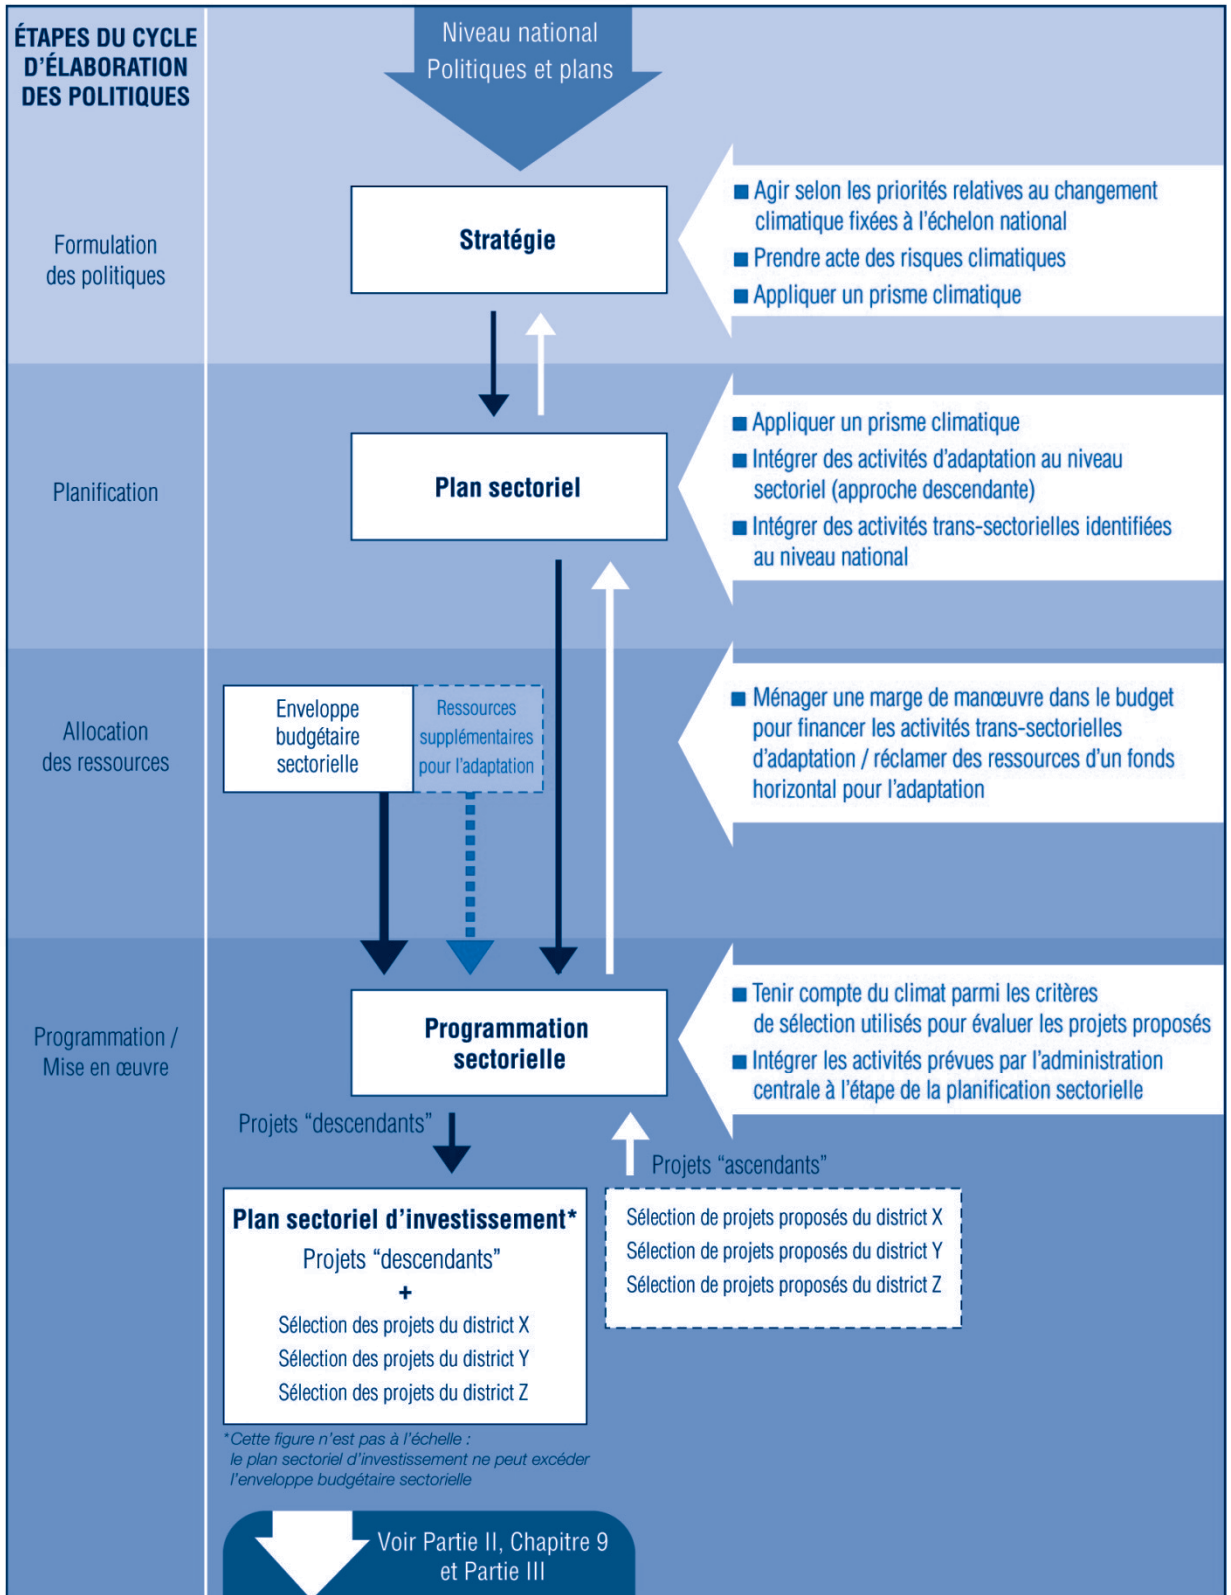 ÉTAPES DU CYCLE
D’ÉLABORATION
DES POLITIQUES
Niveau national
Politiques et plans
Formulation
des politiques
Stratégie
■ Agir selon les priorités relatives au changement
climatique fixées à l’échelon national
■ Prendre acte des risques climatiques
■ Appliquer un prisme climatique
Planification
Plan sectoriel
■ Appliquer un prisme climatique
■ Intégrer des activités d’adaptation au niveau
sectoriel (approche descendante)
■ Intégrer des activités trans-sectorielles identifiées
au niveau national
Allocation
des ressources
Enveloppe
budgétaire
sectorielle
Ressources
supplémentaires
pour l’adaptation
■ Ménager une marge de manœuvre dans le budget
pour financer les activités trans-sectorielles
d’adaptation / réclamer des ressources d’un fonds
horizontal pour l’adaptation
Programmation /
Mise en œuvre
Programmation
sectorielle
■ Tenir compte du climat parmi les critères
de sélection utilisés pour évaluer les projets proposés
■ Intégrer les activités prévues par l’administration
centrale à l’étape de la planification sectorielle
Projets “descendants”
Projets “ascendants”
Plan sectoriel d’investissement*
Projets “descendants”
+
Sélection des projets du district X
Sélection des projets du district Y
Sélection des projets du district Z
Sélection de projets proposés du district X
Sélection de projets proposés du district Y
Sélection de projets proposés du district Z
*Cette figure n’est pas à l’échelle :
le plan sectoriel d’investissement ne peut excéder
l’enveloppe budgétaire sectorielle
Voir Partie II, Chapitre 9
et Partie III